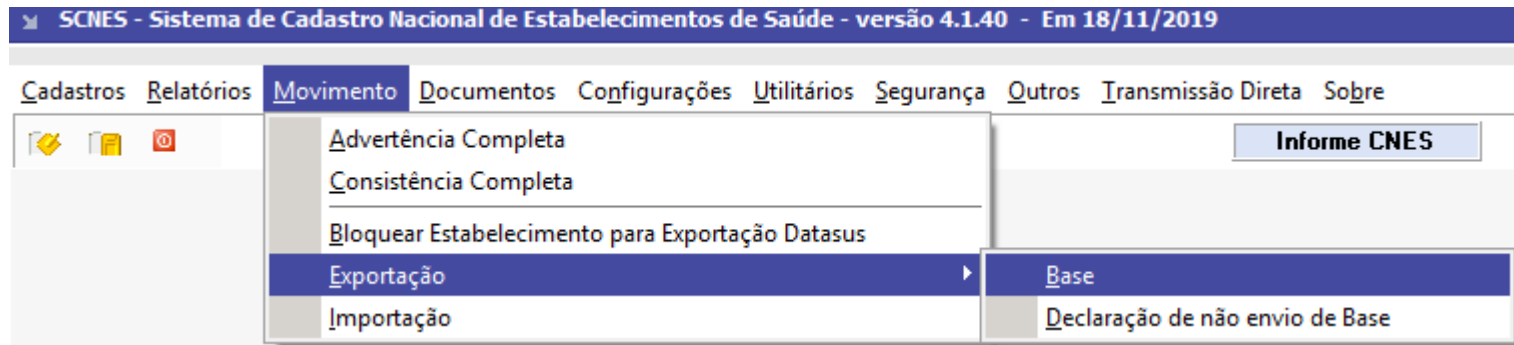 SCNES - Sistema de Cadastro Nacional de Estabelecimentos de Saúde - versão 4.1.40 - Em 18/11/2019
Cadastros Relatórios Movimento Documentos Configurações Utilitários Segurança Outros Transmissão Direta Sobre
Informe CNES
Advertência Completa
Consistência Completa
Bloquear Estabelecimento para Exportação Datasus
Exportação
Importação
Base
Declaração de não envio de Base